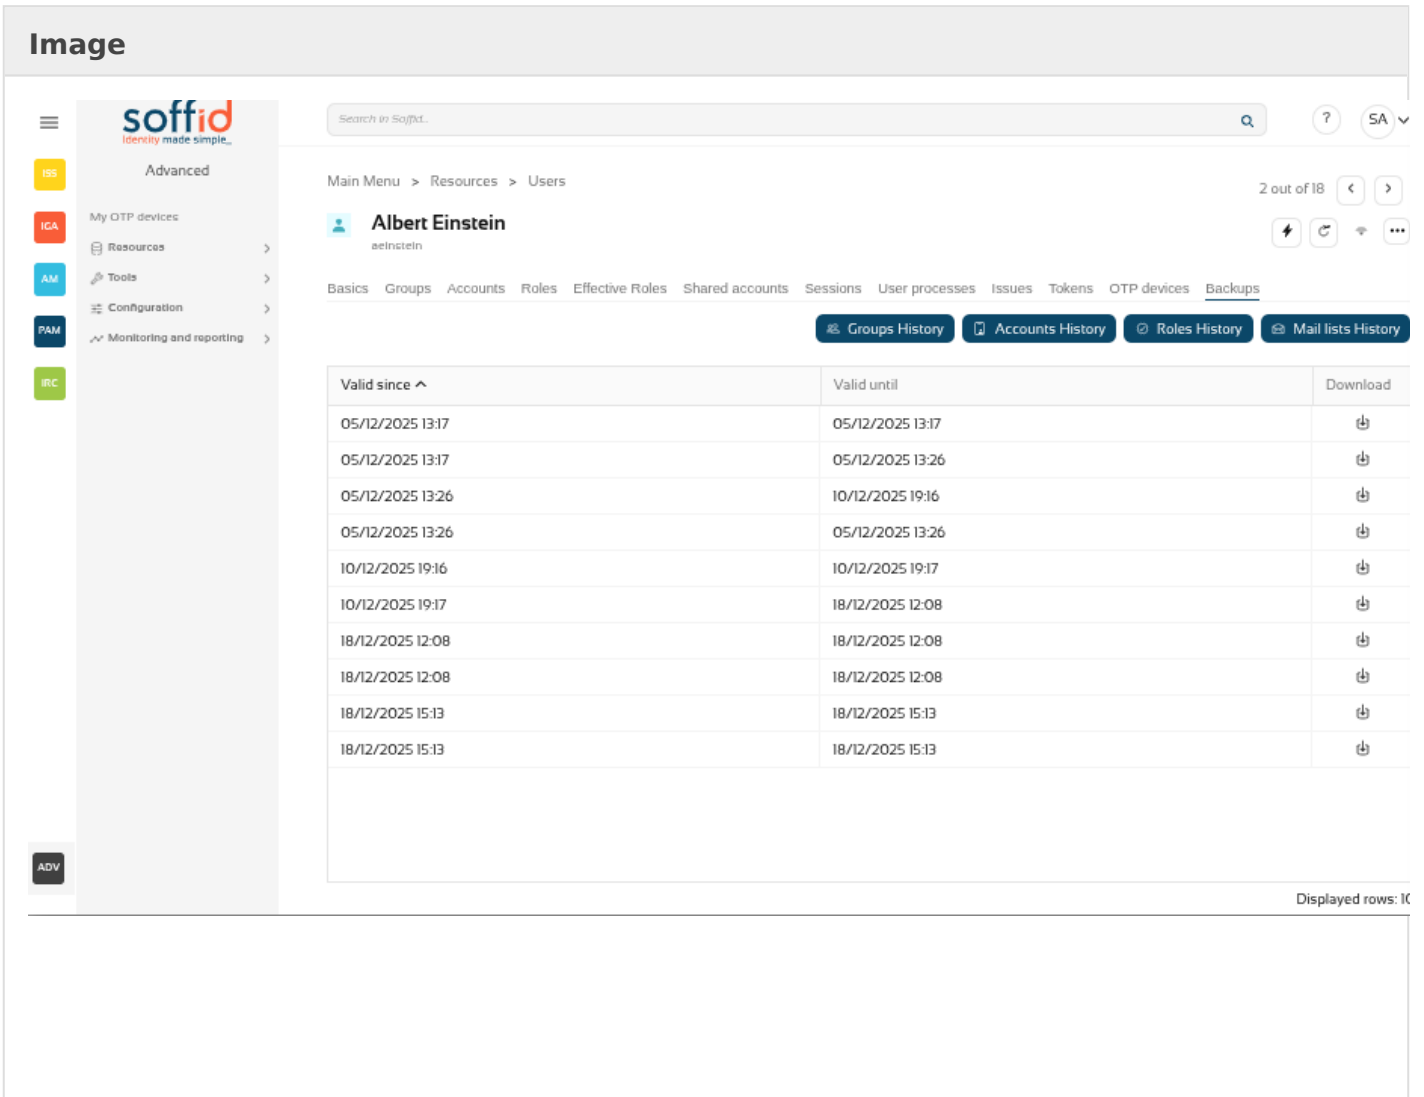 Image
soffid
Identity made simple_
Advanced
ISS
IGA
AM
PAM
IRC
ADV
My OTP devices
Resources
Tools
Configuration
Monitoring and reporting
Search in Soffid..
?
SA
Main Menu > Resources > Users
2 out of 18
Albert Einstein
aeinstein
Basics Groups Accounts Roles Effective Roles Shared accounts Sessions User processes Issues Tokens OTP devices Backups
Groups History Accounts History Roles History Mail lists History
Valid since Valid until Download
05/12/2025 13:17 05/12/2025 13:17
05/12/2025 13:17 05/12/2025 13:26
05/12/2025 13:26 10/12/2025 19:16
05/12/2025 13:26 05/12/2025 13:26
10/12/2025 19:16 10/12/2025 19:17
10/12/2025 19:17 18/12/2025 12:08
18/12/2025 12:08 18/12/2025 12:08
18/12/2025 12:08 18/12/2025 12:08
18/12/2025 15:13 18/12/2025 15:13
18/12/2025 15:13 18/12/2025 15:13
Displayed rows: 10